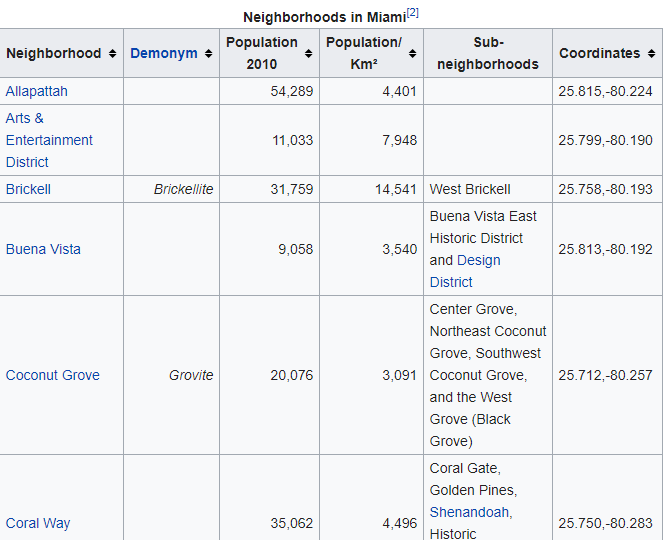 Neighborhoods in Miami[2]
Neighborhood Demonym Population 2010 Population/ Km² Sub-neighborhoods Coordinates
Allapattah 54,289 4,401 25.815,-80.224
Arts &
Entertainment
District 11,033 7,948 25.799,-80.190
Brickell Brickellite 31,759 14,541 West Brickell 25.758,-80.193
Buena Vista 9,058 3,540
Buena Vista East
Historic District
and Design
District
25.813,-80.192
Coconut Grove Grovite 20,076 3,091
Center Grove,
Northeast Coconut
Grove, Southwest
Coconut Grove,
and the West
Grove (Black
Grove)
25.712,-80.257
Coral Way 35,062 4,496
Coral Gate,
Golden Pines,
Shenandoah,
Historic
25.750,-80.283